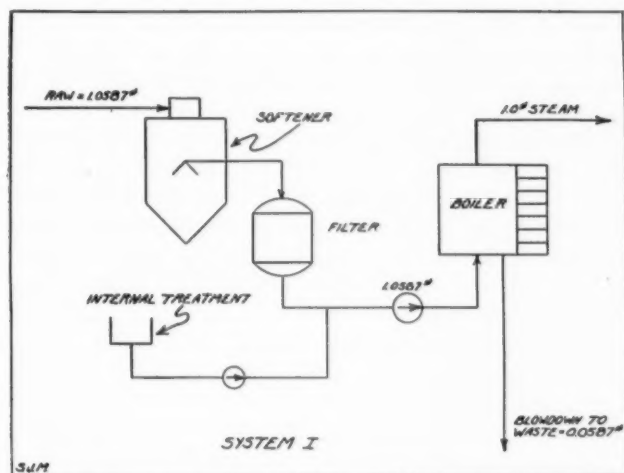 RAW = 1.0587#
SOFTENER
1.0# STEAM
BOILER
FILTER
1.0587#
INTERNAL TREATMENT
BLOWDOWN TO
WASTE = 0.0587#
SYSTEM I
S.J.M.